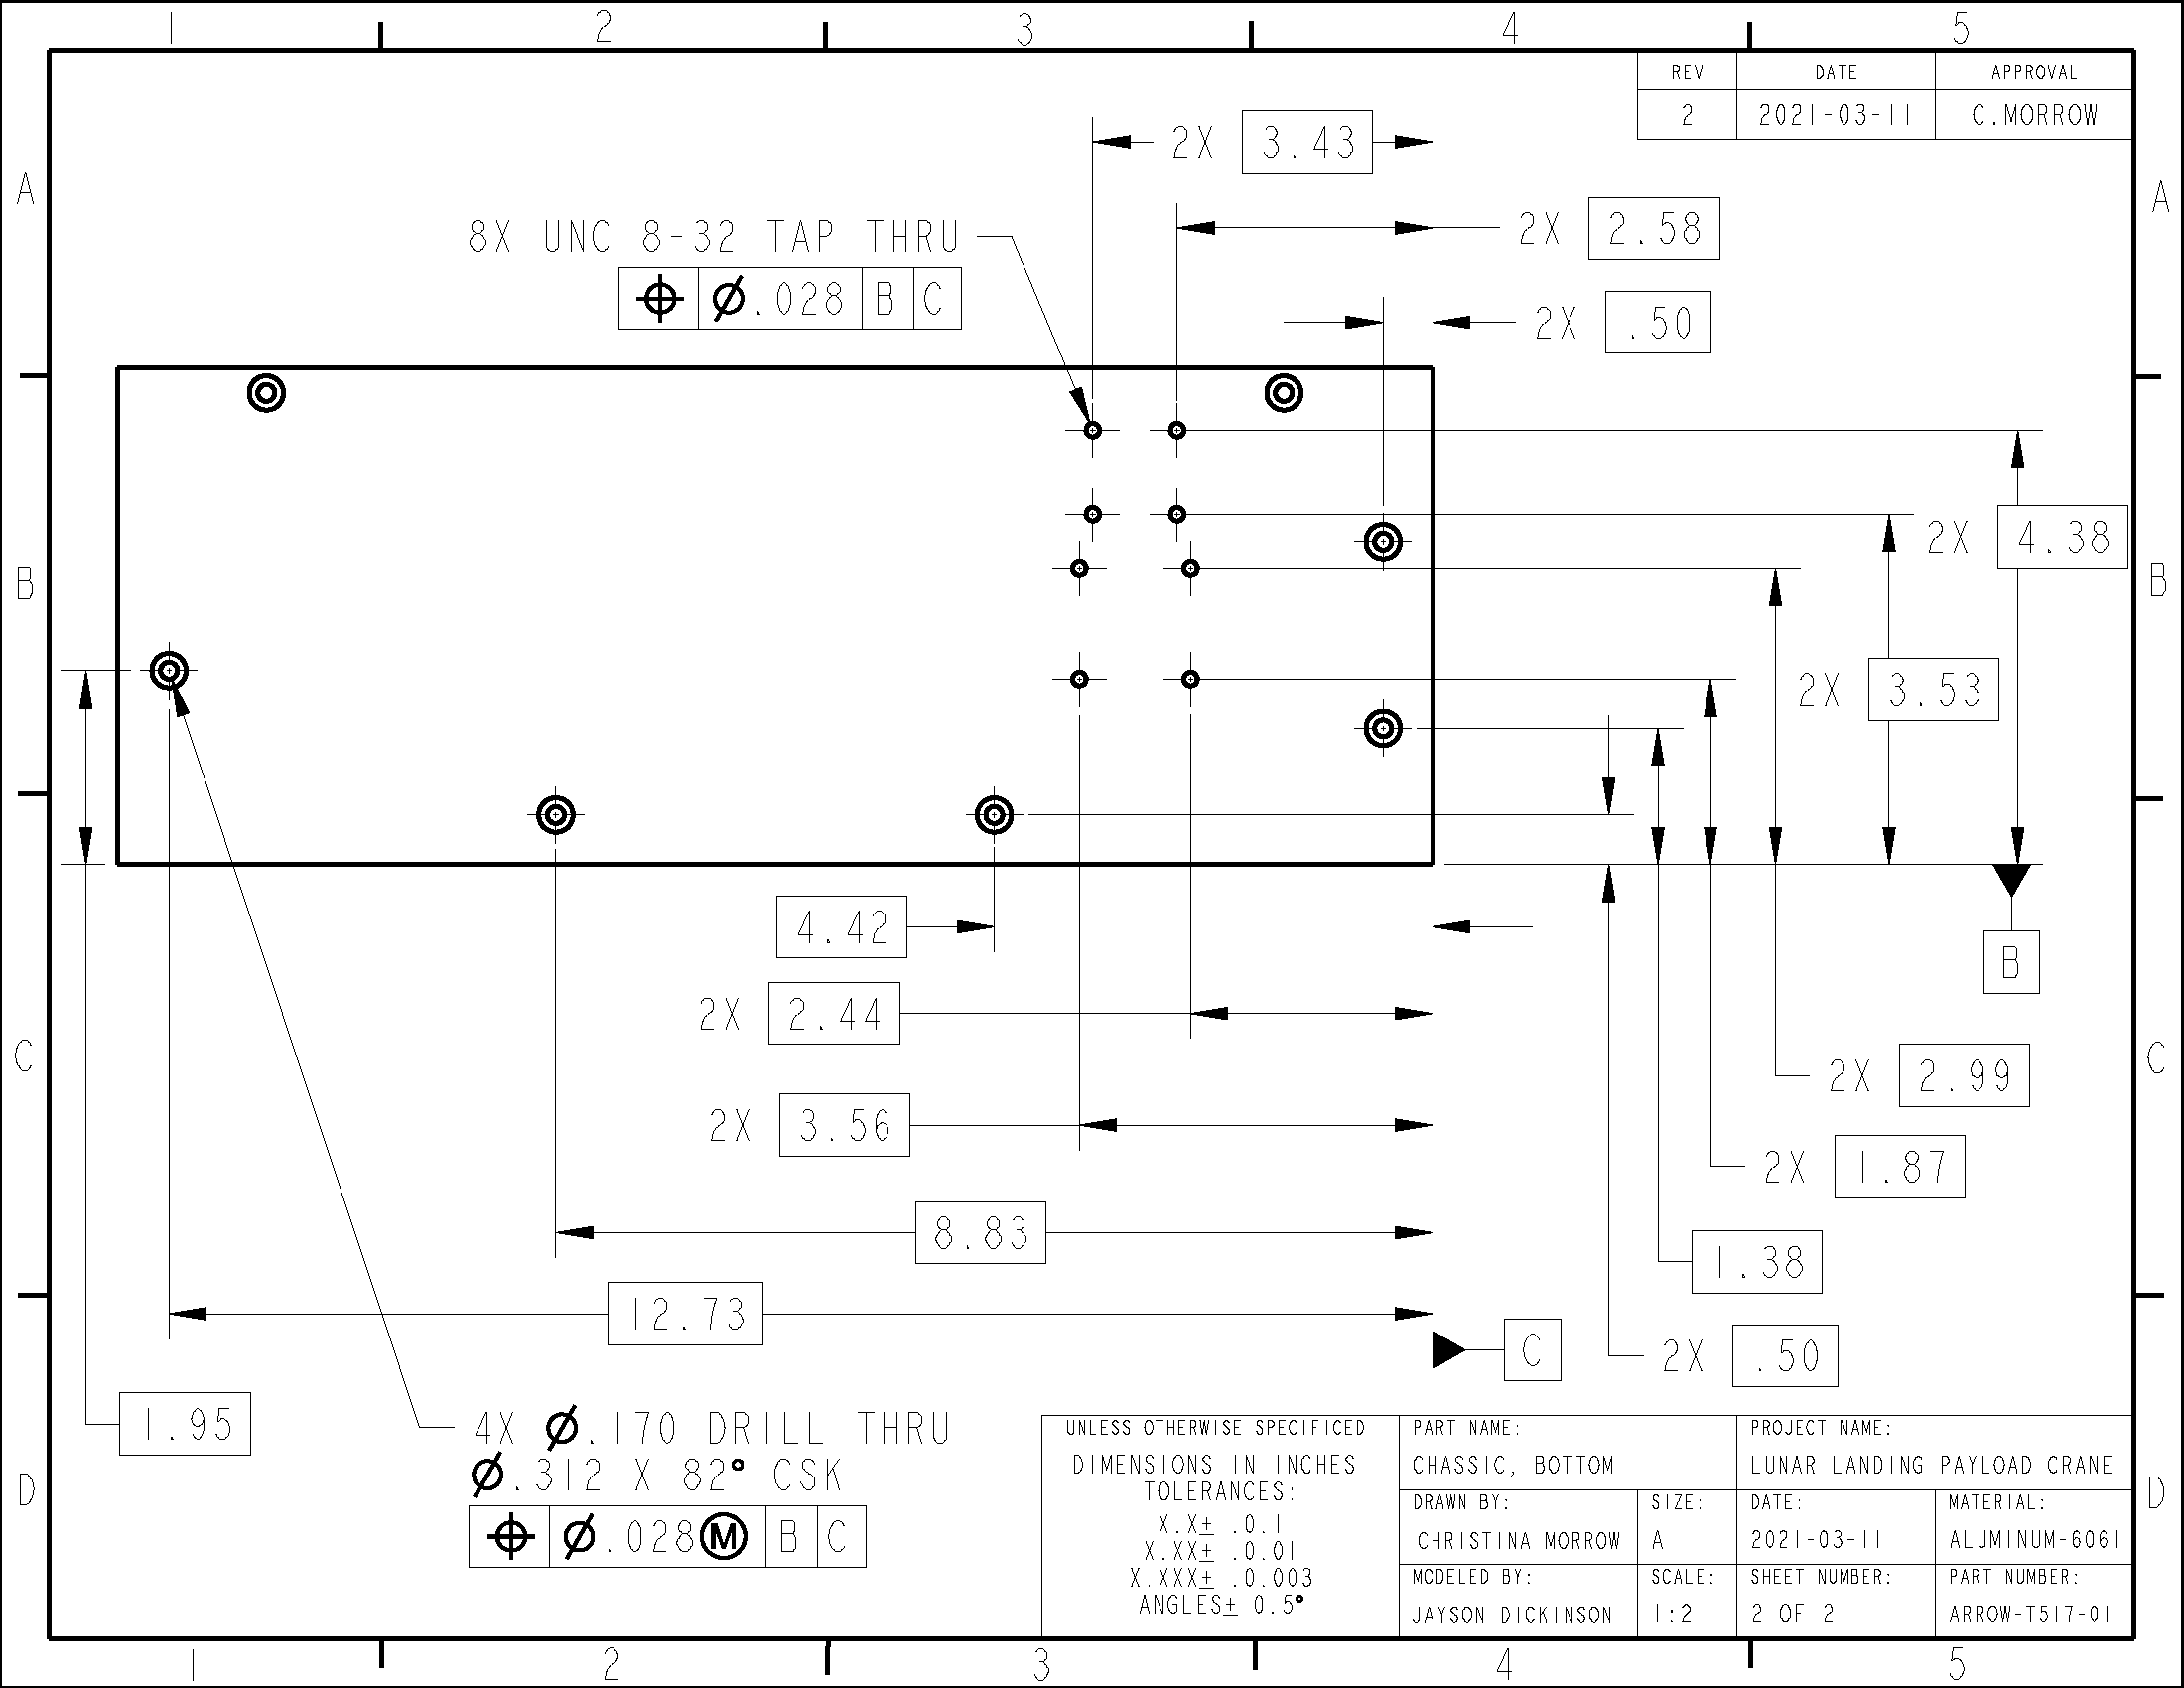 1 2 3 4 5
REV DATE APPROVAL
2 2021-03-11 C.MORROW
A A
2X 3.43
2X 2.58
8X UNC 8-32 TAP THRU
⌖ Ø.028 B C
2X .50
2X 4.38
B B
2X 3.53
4.42
B
2X 2.44
C C
2X 2.99
2X 3.56
2X 1.87
8.83
1.38
12.73
C
2X .50
1.95
4X Ø.170 DRILL THRU
Ø.312 X 82° CSK
⌖ Ø.028Ⓜ B C
D D
UNLESS OTHERWISE SPECIFICED
DIMENSIONS IN INCHES
TOLERANCES:
X.X± .0.1
X.XX± .0.01
X.XXX± .0.003
ANGLES± 0.5°
PART NAME:
CHASSIC, BOTTOM
PROJECT NAME:
LUNAR LANDING PAYLOAD CRANE
DRAWN BY:
CHRISTINA MORROW
SIZE:
A
DATE:
2021-03-11
MATERIAL:
ALUMINUM-6061
MODELED BY:
JAYSON DICKINSON
SCALE:
1:2
SHEET NUMBER:
2 OF 2
PART NUMBER:
ARROW-T517-01
1 2 3 4 5